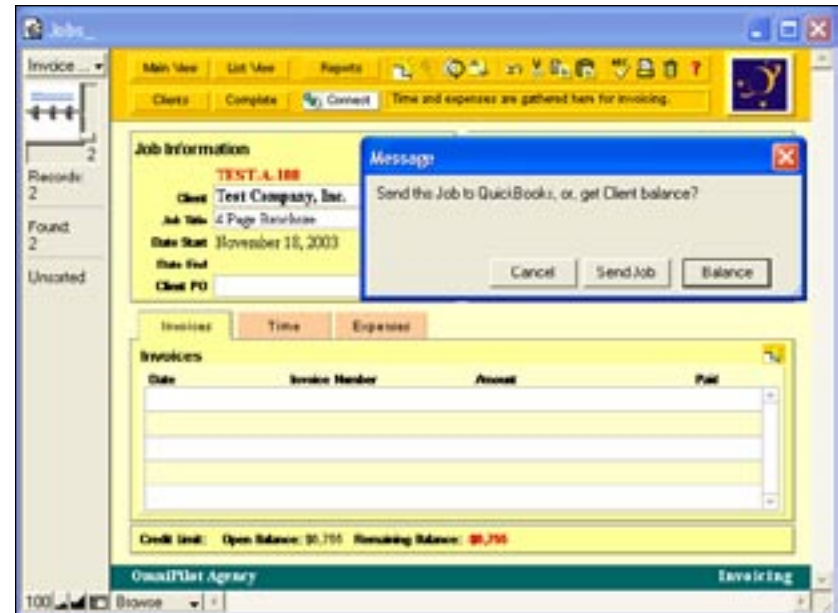 Jobs_
Invoice ...
Main View List View Reports
Clients Complete Connect Time and expenses are gathered here for invoicing.
2
Records:
2
Found:
2
Unsorted
Job Information
TEST.A.100
Client Test Company, Inc.
Job Title 4 Page Brochure
Date Start November 18, 2003
Date End
Client PO
Message
Send this Job to QuickBooks, or, get Client balance?
Cancel Send Job Balance
Invoices Time Expenses
Invoices
Date Invoice Number Amount Paid
Credit Limit: Open Balance: Remaining Balance:
OmniPilot Agency Invoicing
100 Browse